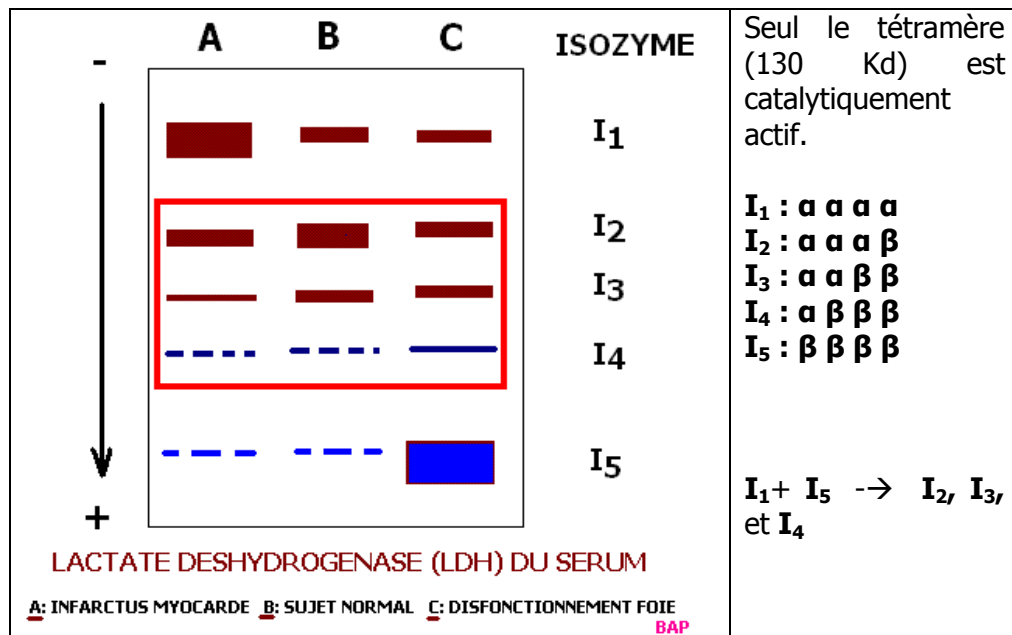 A B C
ISOZYME
-
I₁
I₂
I₃
I₄
I₅
+
LACTATE DESHYDROGENASE (LDH) DU SERUM
A: INFARCTUS MYOCARDE B: SUJET NORMAL C: DISFONCTIONNEMENT FOIE
BAP
Seul le tétramère
(130 Kd) est
catalytiquement
actif.
I₁ : α α α α
I₂ : α α α β
I₃ : α α β β
I₄ : α β β β
I₅ : β β β β
I₁+ I₅ -→ I₂, I₃,
et I₄